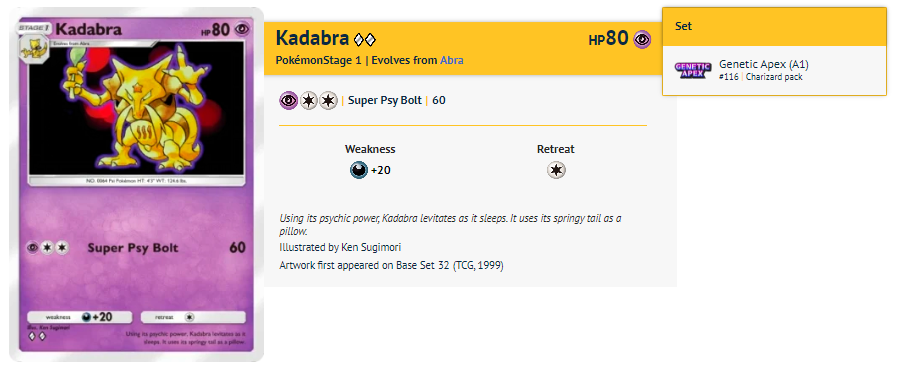 STAGE 1
Kadabra
HP 80
Evolves from Abra
NO. 0064 Psi Pokémon HT: 4'3" WT: 124.6 lbs.
Super Psy Bolt 60
weakness +20 retreat
Illus. Ken Sugimori
Using its psychic power, Kadabra levitates as it
sleeps. It uses its springy tail as a pillow.
Kadabra
HP80
PokémonStage 1 | Evolves from Abra
| Super Psy Bolt | 60
Weakness
Retreat
+20
Using its psychic power, Kadabra levitates as it sleeps. It uses its springy tail as a
pillow.
Illustrated by Ken Sugimori
Artwork first appeared on Base Set 32 (TCG, 1999)
Set
GENETIC
APEX
Genetic Apex (A1)
#116 | Charizard pack